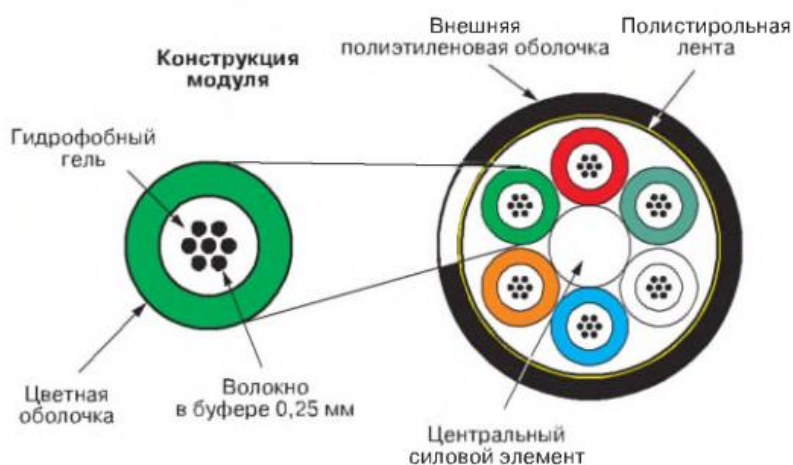 Конструкция
модуля
Гидрофобный
гель
Цветная
оболочка
Волокно
в буфере 0,25 мм
Внешняя
полиэтиленовая оболочка
Полистирольная
лента
Центральный
силовой элемент